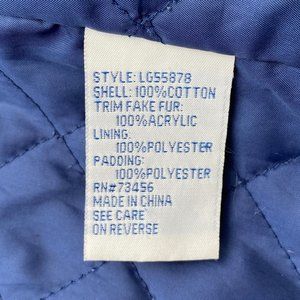 STYLE: LG55878
SHELL: 100%COTTON
TRIM FAKE FUR:
100%ACRYLIC
LINING:
100%POLYESTER
PADDING:
100%POLYESTER
RN#73456
MADE IN CHINA
SEE CARE
ON REVERSE